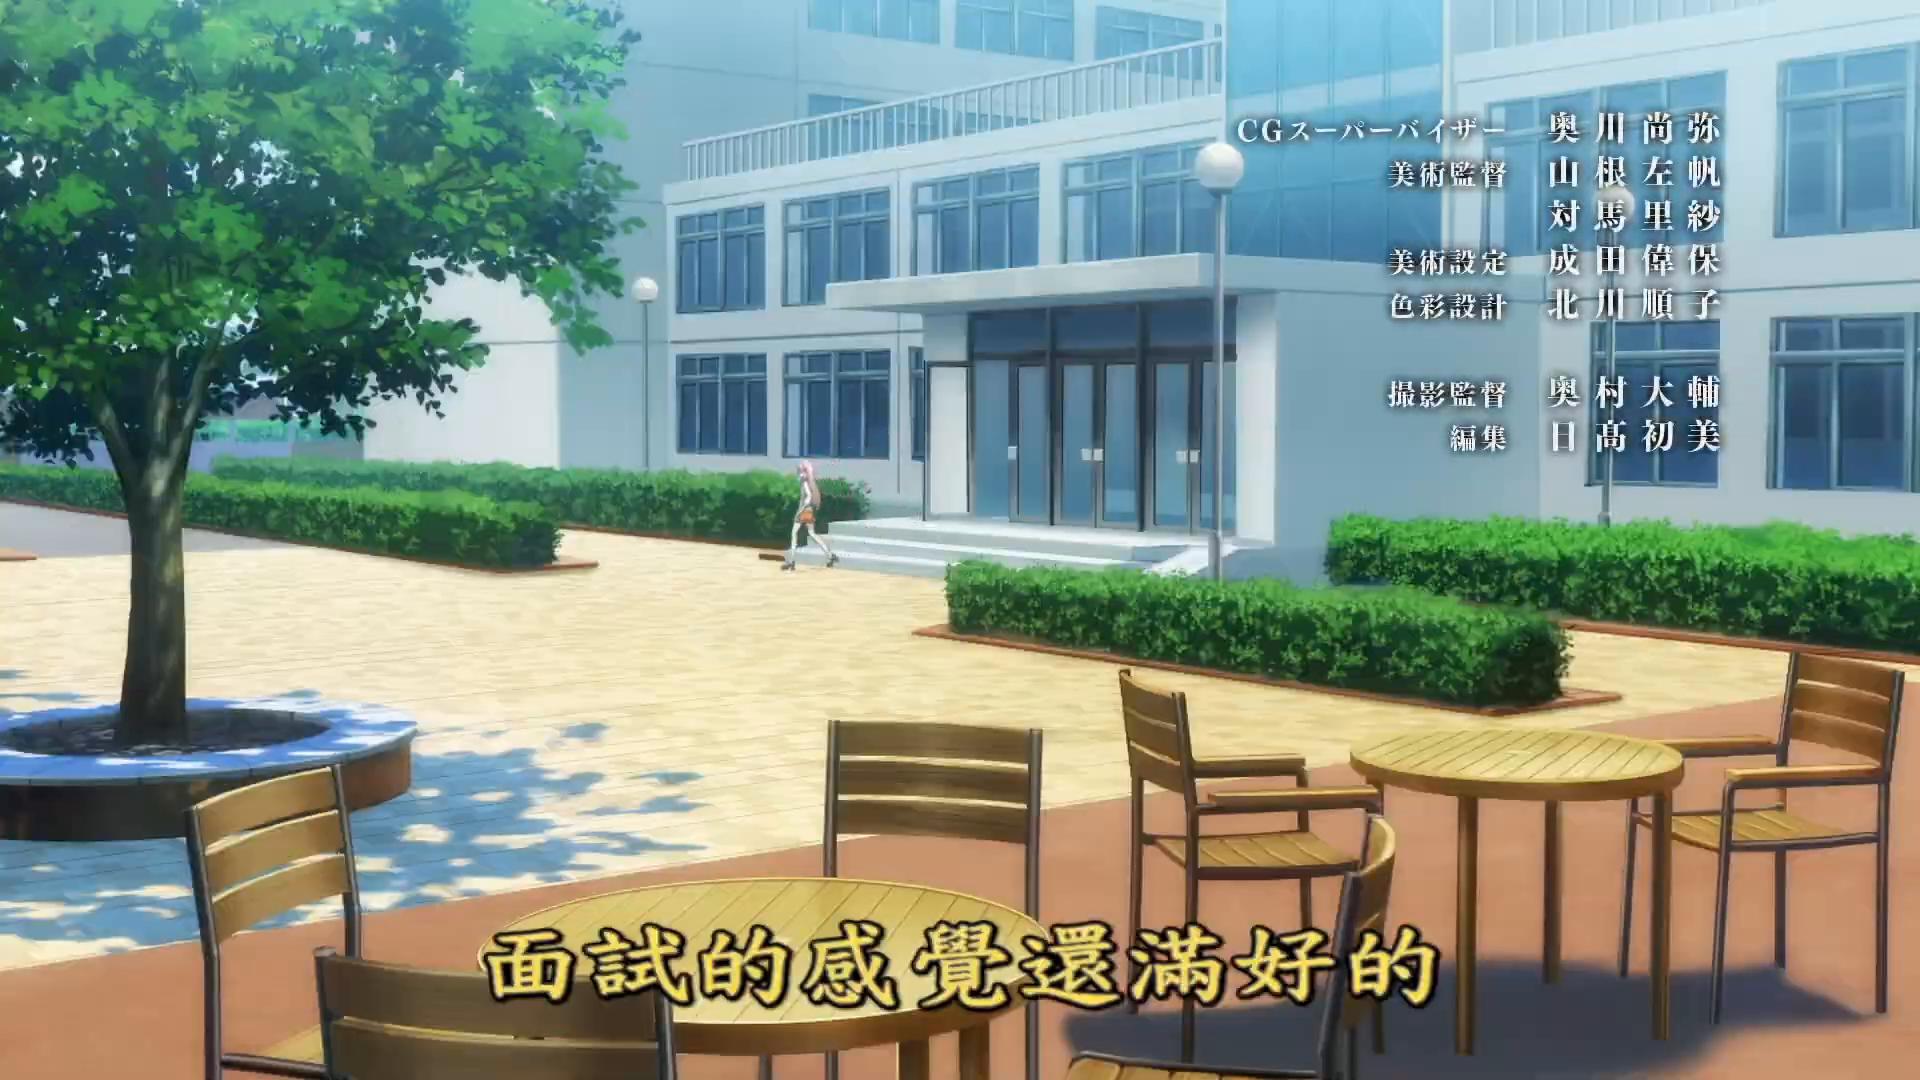 CGスーパーバイザー 奥川尚弥
美術監督 山根左帆
対馬里紗
美術設定 成田偉保
色彩設計 北川順子
撮影監督 奥村大輔
編集 日髙初美
面試的感覺還滿好的